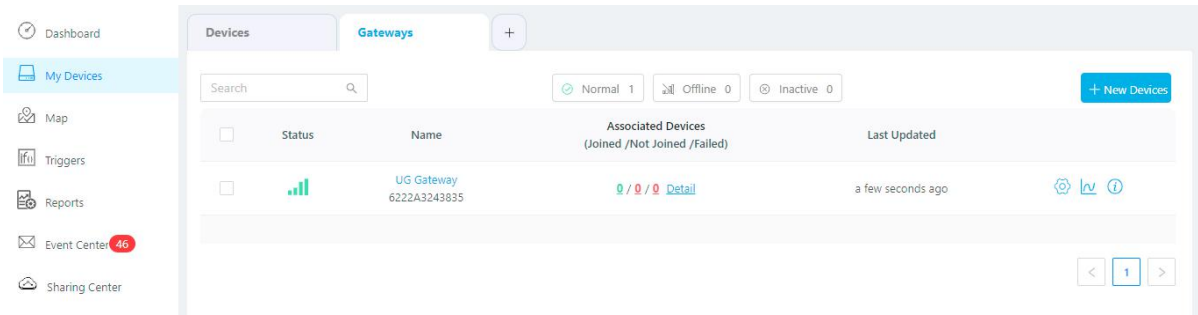 Dashboard
My Devices
Map
Triggers
Reports
Event Center 46
Sharing Center
Devices
Gateways
+
Search
Normal 1
Offline 0
Inactive 0
+ New Devices
Status
Name
Associated Devices
(Joined /Not Joined /Failed)
Last Updated
UG Gateway
6222A3243835
0 / 0 / 0 Detail
a few seconds ago
< 1 >